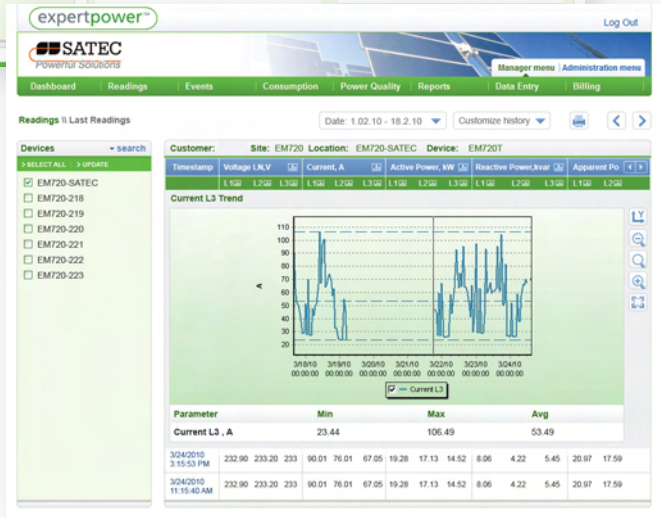 expertpower™
Log Out
SATEC
Powerful Solutions
Manager menu Administration menu
Dashboard Readings Events Consumption Power Quality Reports Data Entry Billing
Readings \\ Last Readings
Date: 1.02.10 - 18.2.10 Customize history
Devices search
> SELECT ALL > UPDATE
EM720-SATEC
EM720-218
EM720-219
EM720-220
EM720-221
EM720-222
EM720-223
Customer: Site: EM720 Location: EM720-SATEC Device: EM720T
Timestamp Voltage LN,V Current, A Active Power, kW Reactive Power,kvar Apparent Po
L1 L2 L3 L1 L2 L3 L1 L2 L3 L1 L2 L3 L1 L2
Current L3 Trend
110
100
90
80
70
60
50
40
30
20
A
3/18/10 3/19/10 3/20/10 3/21/10 3/22/10 3/23/10 3/24/10
00:00:00 00:00:00 00:00:00 00:00:00 00:00:00 00:00:00 00:00:00
Current L3
Parameter Min Max Avg
Current L3 , A 23.44 106.49 53.49
3/24/2010
3:15:53 PM 232.90 233.20 233 90.01 76.01 67.05 19.28 17.13 14.52 8.06 4.22 5.45 20.97 17.59
3/24/2010
11:15:40 AM 232.90 233.20 233 90.01 76.01 67.05 19.28 17.13 14.52 8.06 4.22 5.45 20.97 17.59